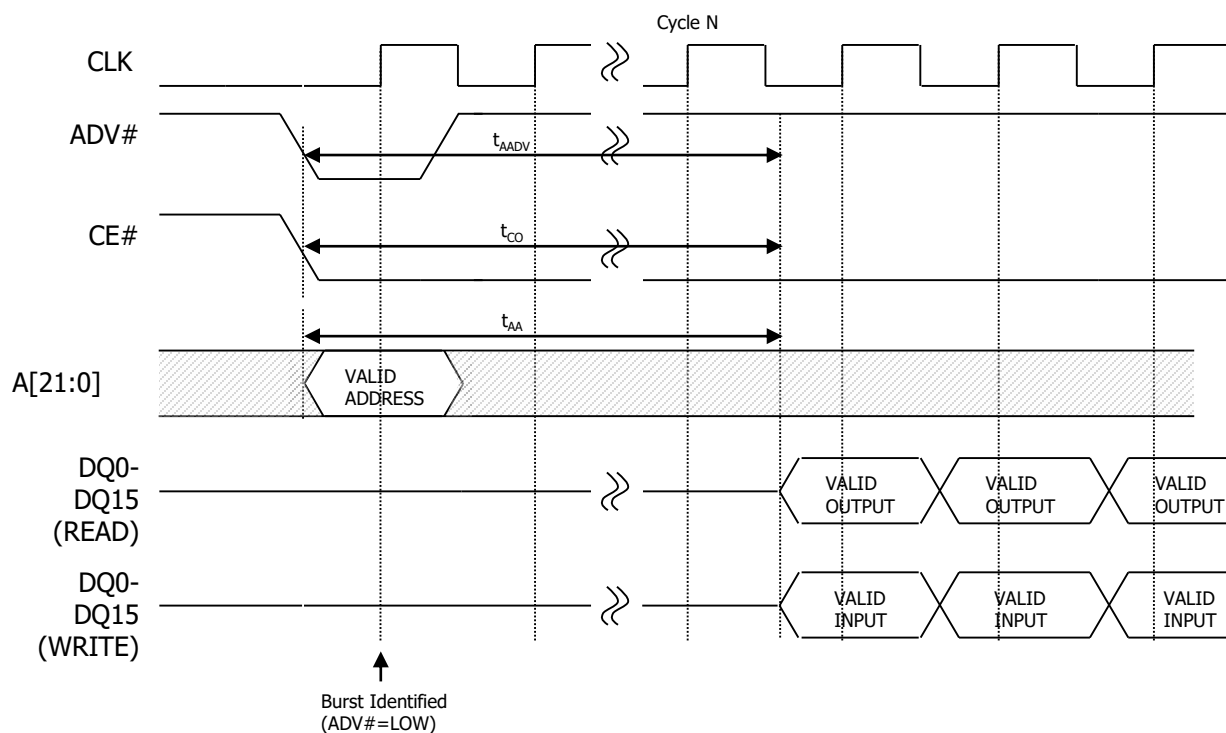 Cycle N
CLK
ADV#
tAADV
CE#
tCO
tAA
A[21:0]
VALID
ADDRESS
DQ0-
DQ15
(READ)
VALID
OUTPUT
VALID
OUTPUT
VALID
OUTPUT
DQ0-
DQ15
(WRITE)
VALID
INPUT
VALID
INPUT
VALID
INPUT
Burst Identified
(ADV#=LOW)